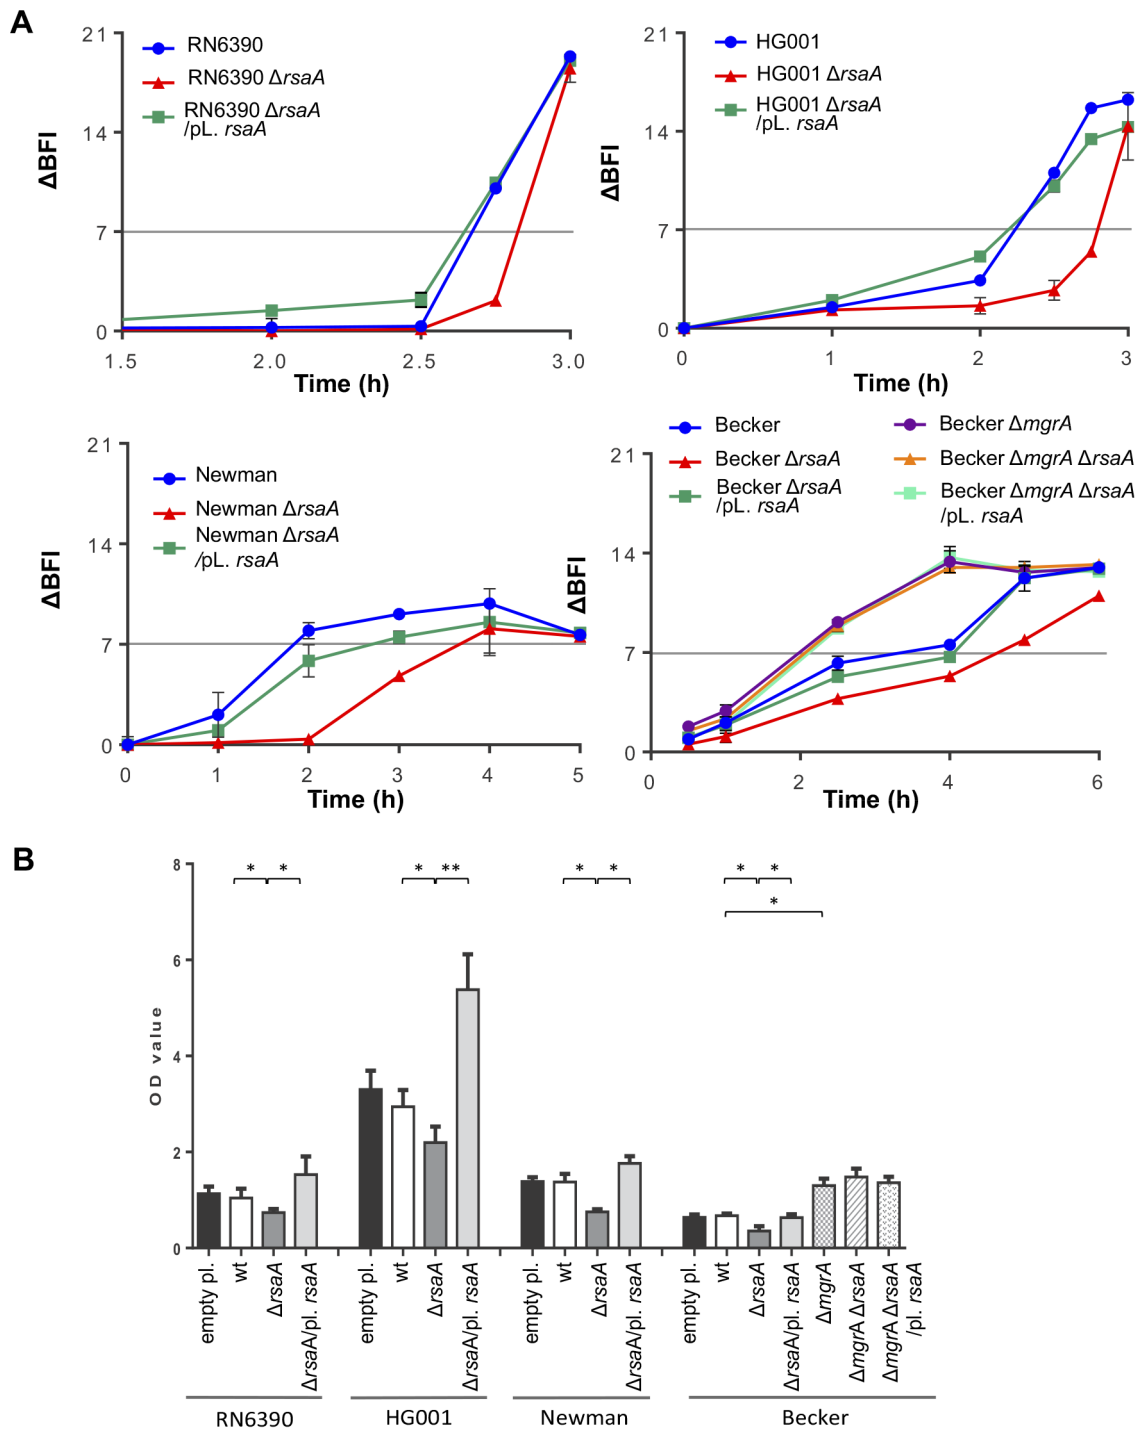 A
21
14
7
0
ΔBFI
RN6390
RN6390 ΔrsaA
RN6390 ΔrsaA
/pL. rsaA
1.5 2.0 2.5 3.0
Time (h)
21
14
7
0
ΔBFI
HG001
HG001 ΔrsaA
HG001 ΔrsaA
/pL. rsaA
0 1 2 3
Time (h)
21
14
7
0
ΔBFI
Newman
Newman ΔrsaA
Newman ΔrsaA
/pL. rsaA
0 1 2 3 4 5
Time (h)
21
14
7
0
ΔBFI
Becker
Becker ΔrsaA
Becker ΔrsaA
/pL. rsaA
Becker ΔmgrA
Becker ΔmgrA ΔrsaA
Becker ΔmgrA ΔrsaA
/pL. rsaA
0 2 4 6
Time (h)
B
8
6
4
2
0
OD value
* *
* **
* *
* *
*
empty pl.
wt
ΔrsaA
ΔrsaA/pl. rsaA
empty pl.
wt
ΔrsaA
ΔrsaA/pl. rsaA
empty pl.
wt
ΔrsaA
ΔrsaA/pl. rsaA
empty pl.
wt
ΔrsaA
ΔrsaA/pl. rsaA
ΔmgrA
ΔmgrA ΔrsaA
ΔmgrA ΔrsaA
/pl. rsaA
RN6390
HG001
Newman
Becker